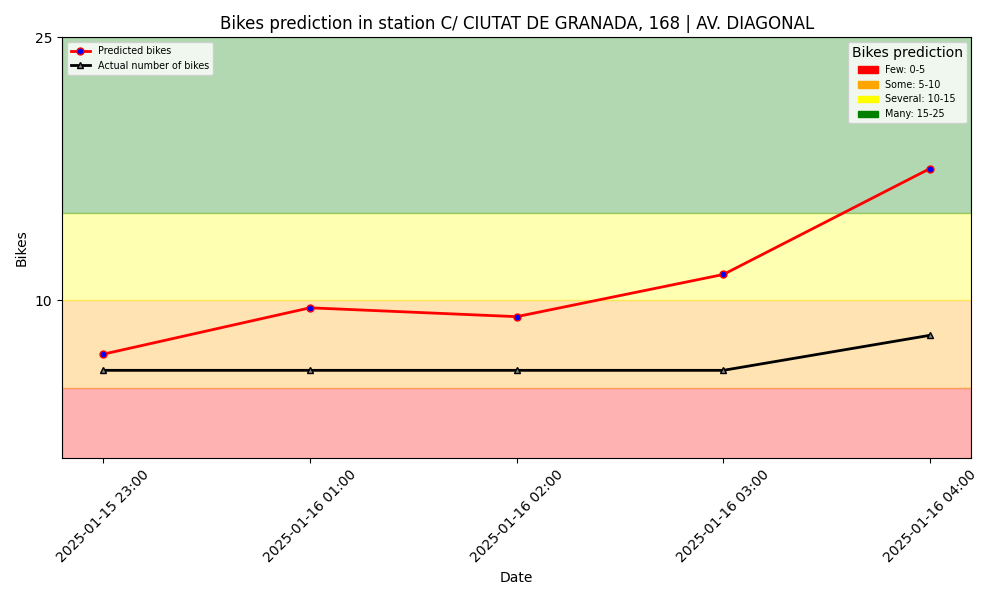 Bikes prediction in station C/ CIUTAT DE GRANADA, 168 | AV. DIAGONAL
25
Predicted bikes
Actual number of bikes
Bikes prediction
Few: 0-5
Some: 5-10
Several: 10-15
Many: 15-25
Bikes
10
2025-01-15 23:00
2025-01-16 01:00
2025-01-16 02:00
2025-01-16 03:00
2025-01-16 04:00
Date